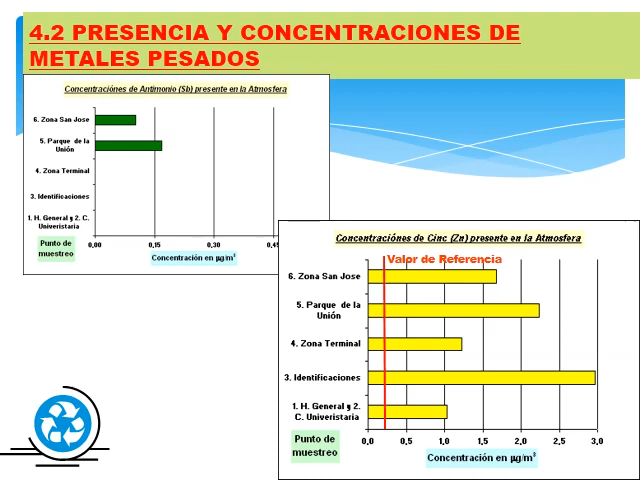 4.2 PRESENCIA Y CONCENTRACIONES DE
METALES PESADOS
Concentraciónes de Antimonio (Sb) presente en la Atmosfera
6. Zona San Jose
5. Parque de la
Unión
4. Zona Terminal
3. Identificaciones
1. H. General y 2. C.
Univeristaria
Punto de
muestreo
0,00 0,15 0,30 0,45
Concentración en µg/m³
Concentraciónes de Cinc (Zn) presente en la Atmosfera
Valor de Referencia
6. Zona San Jose
5. Parque de la
Unión
4. Zona Terminal
3. Identificaciones
1. H. General y 2.
C. Univeristaria
Punto de
muestreo
0,0 0,5 1,0 1,5 2,0 2,5 3,0
Concentración en µg/m³